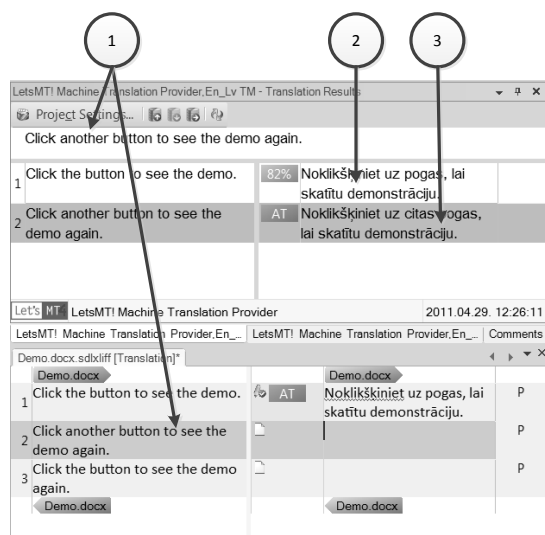 1
2
3
LetsMT! Machine Translation Provider,En_Lv TM - Translation Results
Project Settings...
Click another button to see the demo again.
1 Click the button to see the demo. 82% Noklikšķiniet uz pogas, lai
skatītu demonstrāciju.
2 Click another button to see the AT Noklikšķiniet uz citas pogas,
demo again. lai skatītu demonstrāciju.
Let's MT! LetsMT! Machine Translation Provider 2011.04.29. 12:26:11
LetsMT! Machine Translation Provider,En_... LetsMT! Machine Translation Provider,En_... Comments
Demo.docx.sdlxliff [Translation]*
Demo.docx Demo.docx
1 Click the button to see the demo. AT Noklikšķiniet uz pogas, lai P
skatītu demonstrāciju.
2 Click another button to see the P
demo again.
3 Click the button to see the demo P
again.
Demo.docx Demo.docx